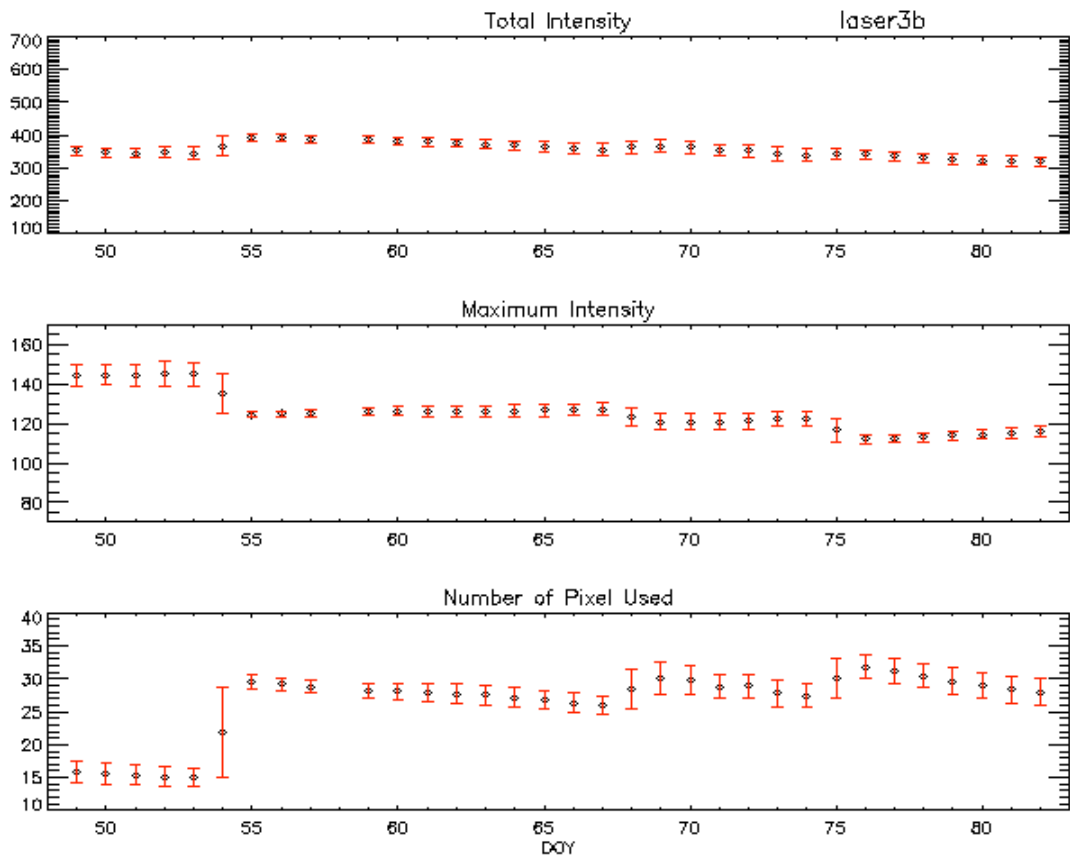 Total Intensity laser3b
700
600
500
400
300
200
100
50 55 60 65 70 75 80
Maximum Intensity
160
140
120
100
80
50 55 60 65 70 75 80
Number of Pixel Used
40
35
30
25
20
15
10
50 55 60 65 70 75 80
DOY